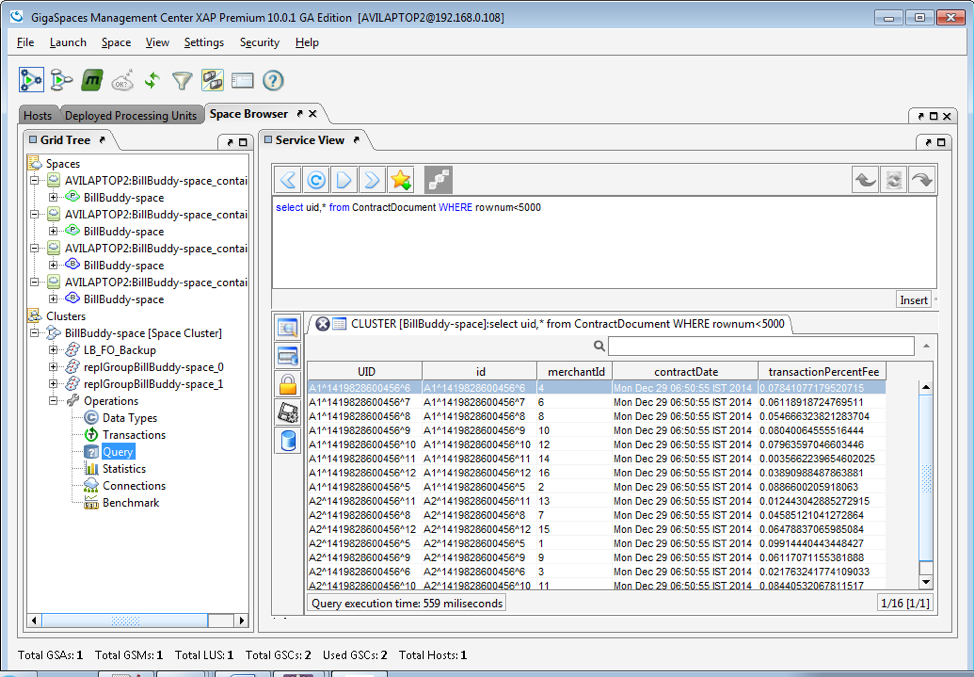 GigaSpaces Management Center XAP Premium 10.0.1 GA Edition [AVILAPTOP2@192.168.0.108]
File Launch Space View Settings Security Help
m OK?
Hosts Deployed Processing Units Space Browser
Grid Tree
Spaces
AVILAPTOP2:BillBuddy-space_contai
BillBuddy-space
AVILAPTOP2:BillBuddy-space_contai
BillBuddy-space
AVILAPTOP2:BillBuddy-space_contai
BillBuddy-space
AVILAPTOP2:BillBuddy-space_contai
BillBuddy-space
Clusters
BillBuddy-space [Space Cluster]
LB_FO_Backup
replGroupBillBuddy-space_0
replGroupBillBuddy-space_1
Operations
Data Types
Transactions
Query
Statistics
Connections
Benchmark
Service View
select uid,* from ContractDocument WHERE rownum<5000
Insert
CLUSTER [BillBuddy-space]:select uid,* from ContractDocument WHERE rownum<5000
UID id merchantId contractDate transactionPercentFee
A1^1419828600456^6 A1^1419828600456^6 4 Mon Dec 29 06:50:55 IST 2014 0.07841077179520715
A1^1419828600456^7 A1^1419828600456^7 6 Mon Dec 29 06:50:55 IST 2014 0.06118918724769511
A1^1419828600456^8 A1^1419828600456^8 8 Mon Dec 29 06:50:55 IST 2014 0.054666323821283704
A1^1419828600456^9 A1^1419828600456^9 10 Mon Dec 29 06:50:55 IST 2014 0.08040064555516444
A1^1419828600456^10 A1^1419828600456^10 12 Mon Dec 29 06:50:55 IST 2014 0.07963597046603446
A1^1419828600456^11 A1^1419828600456^11 14 Mon Dec 29 06:50:55 IST 2014 0.0035662239654602025
A1^1419828600456^12 A1^1419828600456^12 16 Mon Dec 29 06:50:55 IST 2014 0.03890988487863881
A1^1419828600456^5 A1^1419828600456^5 2 Mon Dec 29 06:50:55 IST 2014 0.0886600205918063
A2^1419828600456^11 A2^1419828600456^11 13 Mon Dec 29 06:50:55 IST 2014 0.012443042885272915
A2^1419828600456^8 A2^1419828600456^8 7 Mon Dec 29 06:50:55 IST 2014 0.04585121041272864
A2^1419828600456^12 A2^1419828600456^12 15 Mon Dec 29 06:50:55 IST 2014 0.06478837065985084
A2^1419828600456^5 A2^1419828600456^5 1 Mon Dec 29 06:50:55 IST 2014 0.09914440443448427
A2^1419828600456^9 A2^1419828600456^9 9 Mon Dec 29 06:50:55 IST 2014 0.06117071155381888
A2^1419828600456^6 A2^1419828600456^6 3 Mon Dec 29 06:50:55 IST 2014 0.021763241774109033
A2^1419828600456^10 A2^1419828600456^10 11 Mon Dec 29 06:50:55 IST 2014 0.08440532067811517
Query execution time: 559 miliseconds
1/16 [1/1]
Total GSAs: 1 Total GSMs: 1 Total LUS: 1 Total GSCs: 2 Used GSCs: 2 Total Hosts: 1